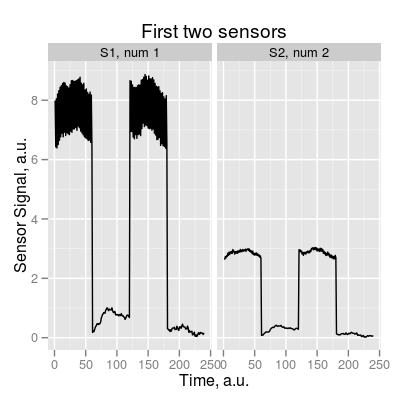 First two sensors
S1, num 1
S2, num 2
Sensor Signal, a.u.
8
6
4
2
0
0 50 100 150 200 250
0 50 100 150 200 250
Time, a.u.